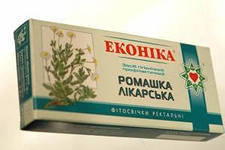 ЕКОНІКА®
РОМАШКА
ЛІКАРСЬКА
ФІТОСВІЧКИ РЕКТАЛЬНІ